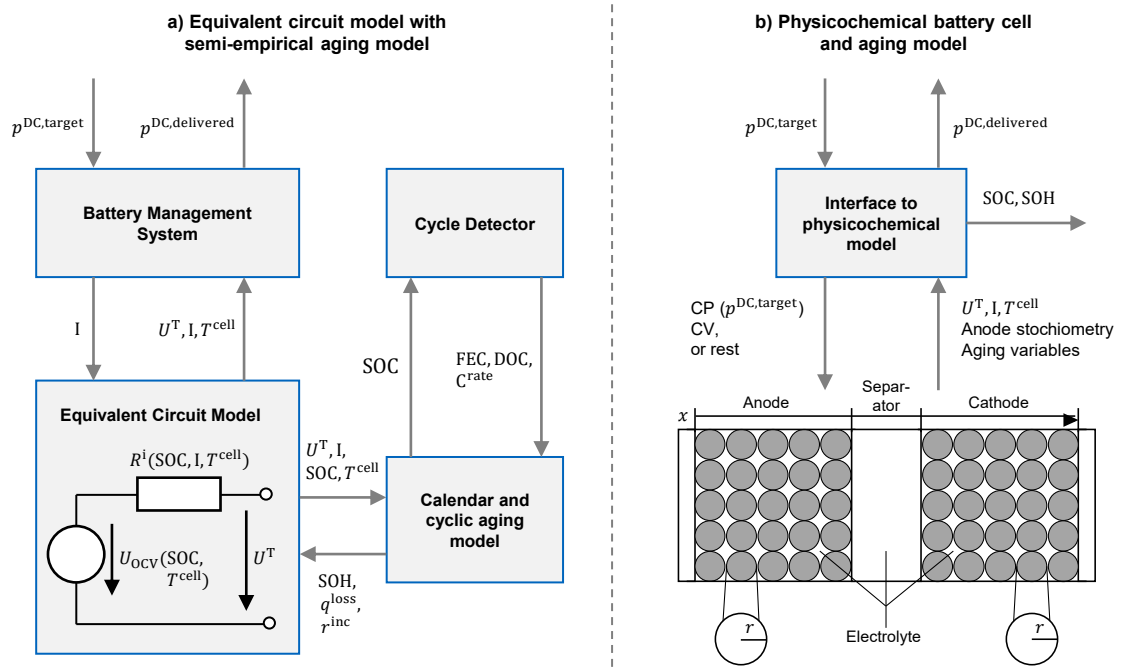 a) Equivalent circuit model with
semi-empirical aging model
p^DC,target
p^DC,delivered
Battery Management
System
Cycle Detector
I
U^T, I, T^cell
SOC
FEC, DOC,
C^rate
Equivalent Circuit Model
R^i(SOC, I, T^cell)
U_OCV(SOC,
T^cell)
U^T
U^T, I,
SOC, T^cell
Calendar and
cyclic aging
model
SOH,
q^loss,
r^inc
b) Physicochemical battery cell
and aging model
p^DC,target
p^DC,delivered
Interface to
physicochemical
model
SOC, SOH
CP (p^DC,target)
CV,
or rest
U^T, I, T^cell
Anode stochiometry
Aging variables
x
Anode
Separ-
ator
Cathode
r
Electrolyte
r